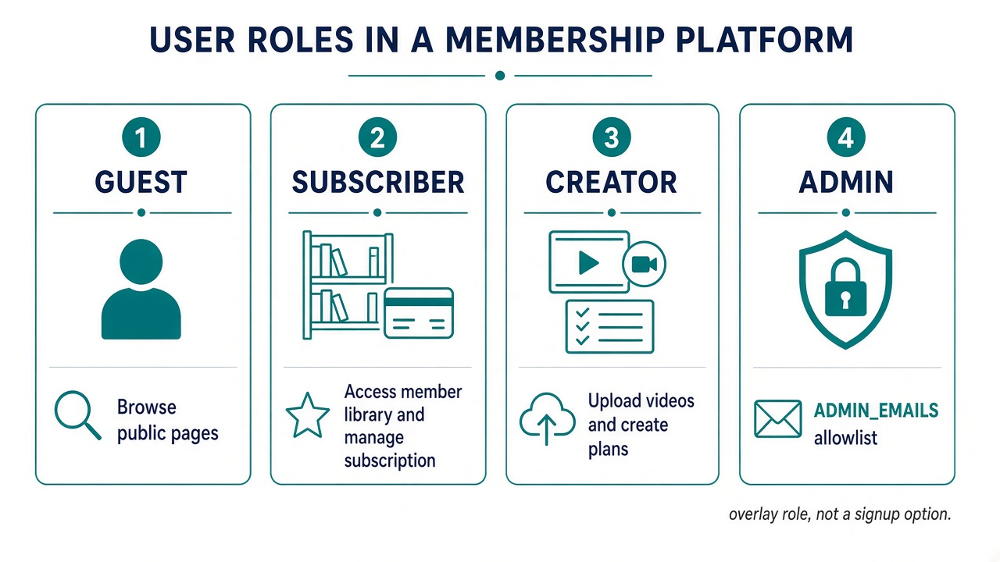 USER ROLES IN A MEMBERSHIP PLATFORM
1
GUEST
Browse
public pages
2
SUBSCRIBER
Access member
library and
manage
subscription
3
CREATOR
Upload videos
and create
plans
4
ADMIN
ADMIN_EMAILS
allowlist
overlay role, not a signup option.